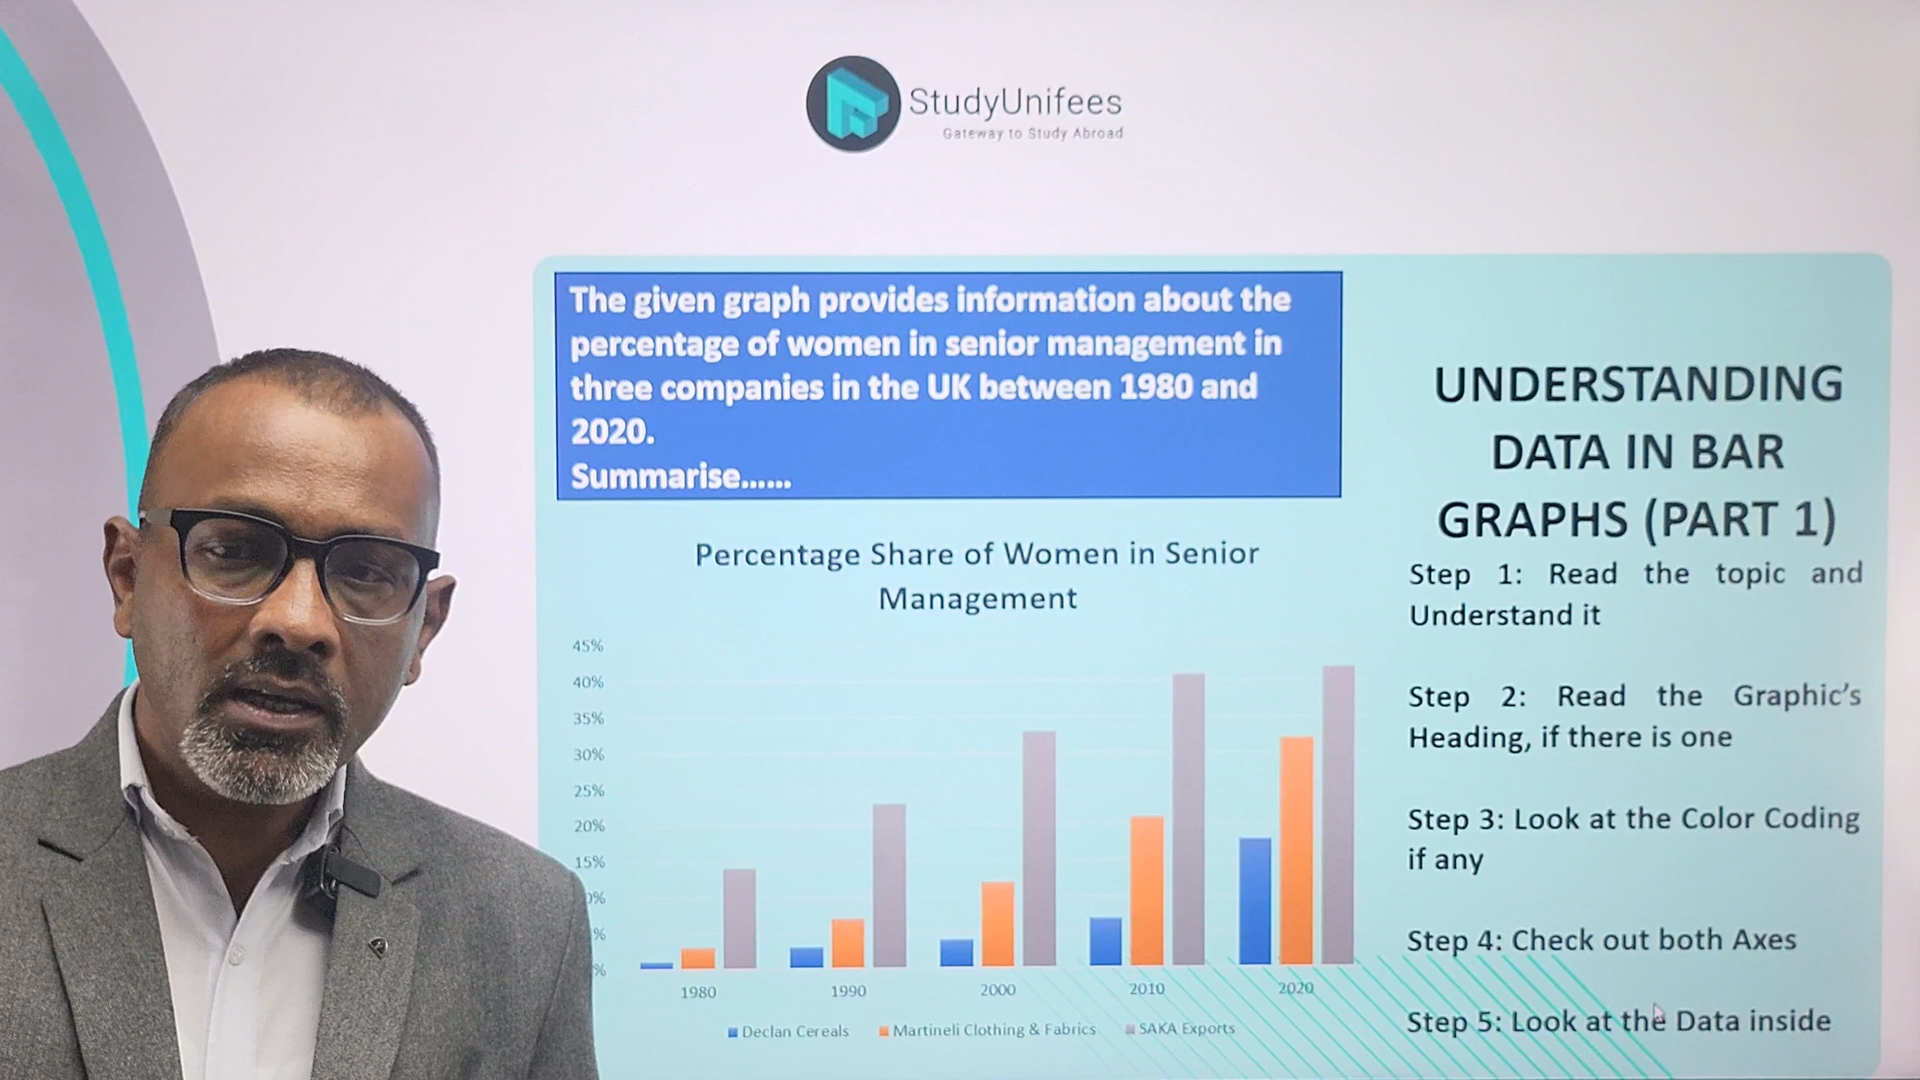 StudyUnifees
Gateway to Study Abroad
The given graph provides information about the
percentage of women in senior management in
three companies in the UK between 1980 and
2020.
Summarise......
Percentage Share of Women in Senior
Management
45%
40%
35%
30%
25%
20%
15%
0%
%
%
1980 1990 2000 2010 2020
Declan Cereals Martineli Clothing & Fabrics SAKA Exports
UNDERSTANDING
DATA IN BAR
GRAPHS (PART 1)
Step 1: Read the topic and
Understand it
Step 2: Read the Graphic's
Heading, if there is one
Step 3: Look at the Color Coding
if any
Step 4: Check out both Axes
Step 5: Look at the Data inside